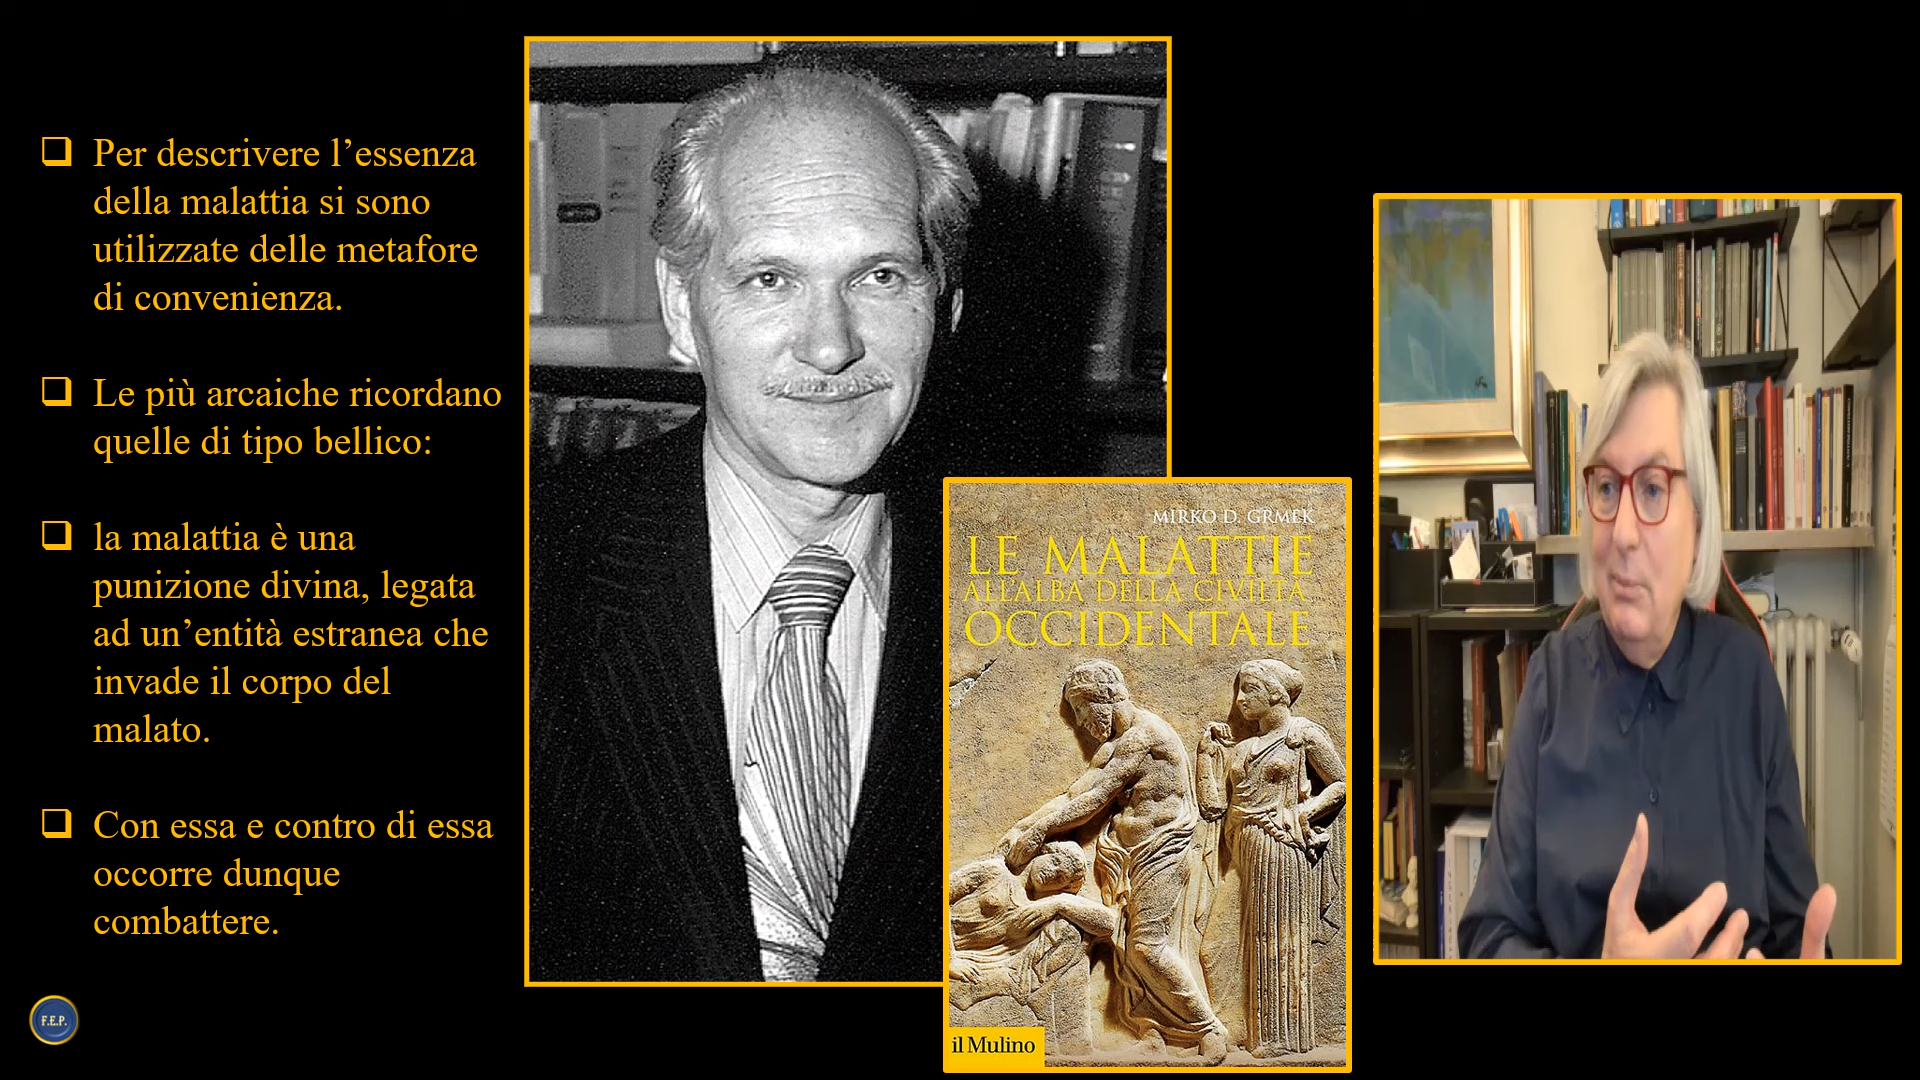 Per descrivere l’essenza
della malattia si sono
utilizzate delle metafore
di convenienza.
Le più arcaiche ricordano
quelle di tipo bellico:
la malattia è una
punizione divina, legata
ad un’entità estranea che
invade il corpo del
malato.
Con essa e contro di essa
occorre dunque
combattere.
F.E.P.
MIRKO D. GRMEK
LE MALATTIE
ALL'ALBA DELLA CIVILTÀ
OCCIDENTALE
il Mulino